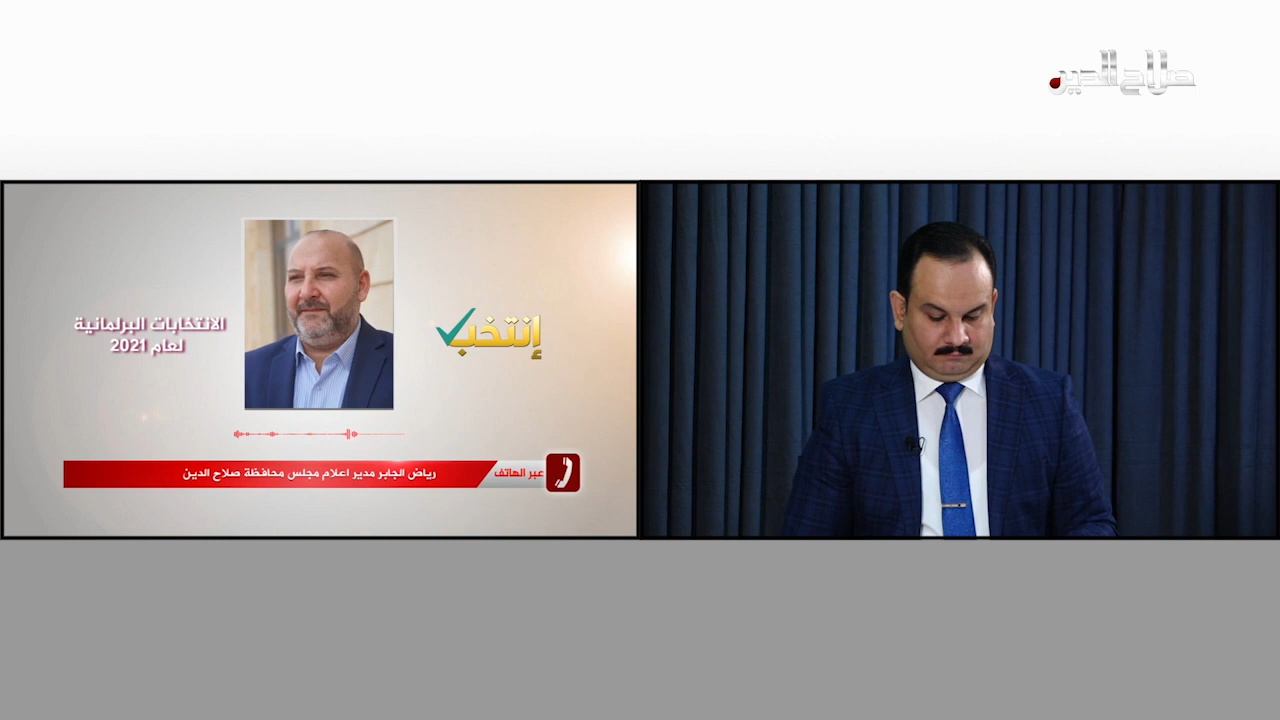 صلاح الدين
الانتخابات البرلمانية
لعام 2021
إنتخب
عبر الهاتف
رياض الجابر مدير اعلام مجلس محافظة صلاح الدين